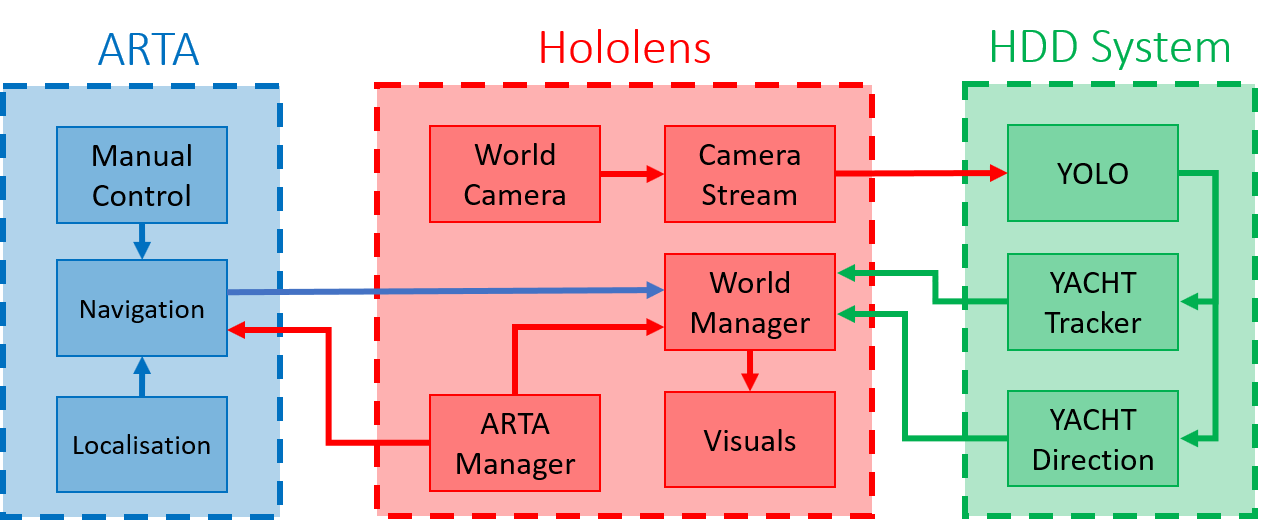 ARTA
Manual
Control
Navigation
Localisation
Hololens
World
Camera
Camera
Stream
World
Manager
ARTA
Manager
Visuals
HDD System
YOLO
YACHT
Tracker
YACHT
Direction